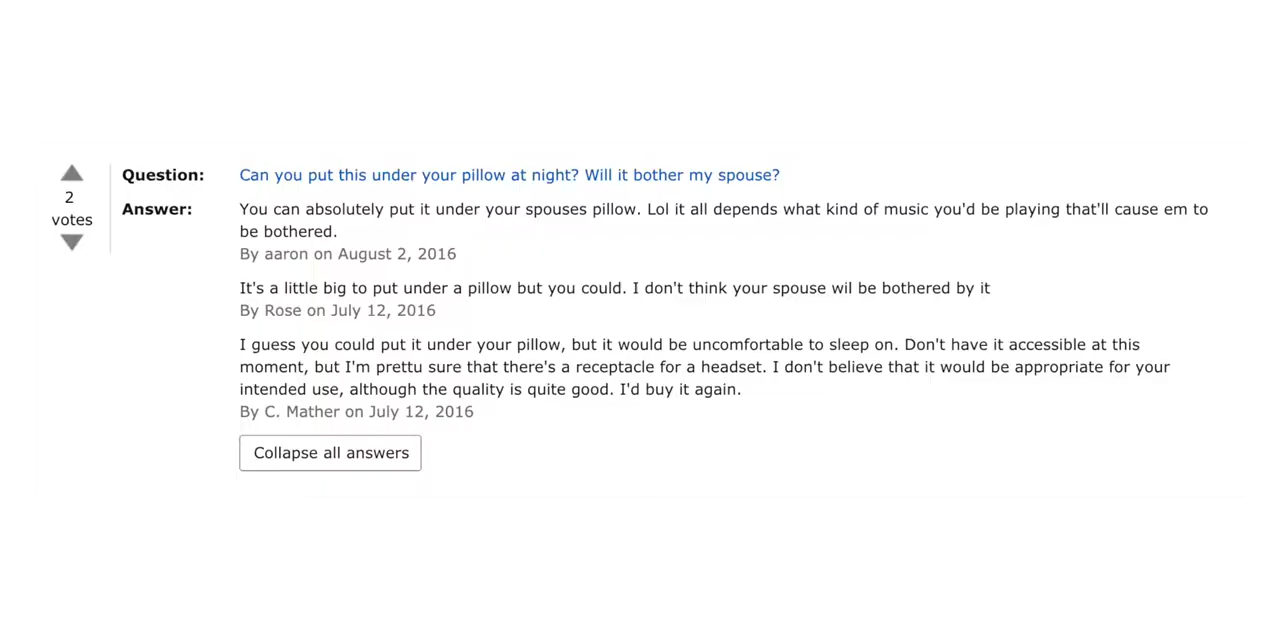 2
votes
Question:
Can you put this under your pillow at night? Will it bother my spouse?
Answer:
You can absolutely put it under your spouses pillow. Lol it all depends what kind of music you'd be playing that'll cause em to
be bothered.
By aaron on August 2, 2016
It's a little big to put under a pillow but you could. I don't think your spouse wil be bothered by it
By Rose on July 12, 2016
I guess you could put it under your pillow, but it would be uncomfortable to sleep on. Don't have it accessible at this
moment, but I'm prettu sure that there's a receptacle for a headset. I don't believe that it would be appropriate for your
intended use, although the quality is quite good. I'd buy it again.
By C. Mather on July 12, 2016
Collapse all answers